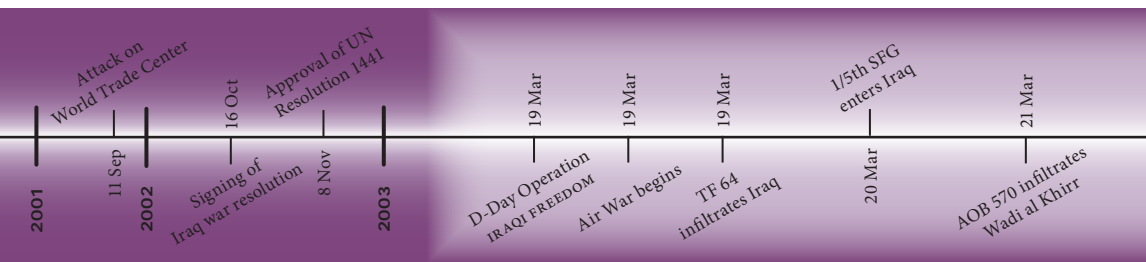 2001
Attack on
World Trade Center
11 Sep
2002
16 Oct
Signing of
Iraq war resolution
Approval of UN
Resolution 1441
8 Nov
2003
19 Mar
D-Day Operation
IRAQI FREEDOM
19 Mar
Air War begins
19 Mar
TF 64
infiltrates Iraq
1/5th SFG
enters Iraq
20 Mar
21 Mar
AOB 570 infiltrates
Wadi al Khirr